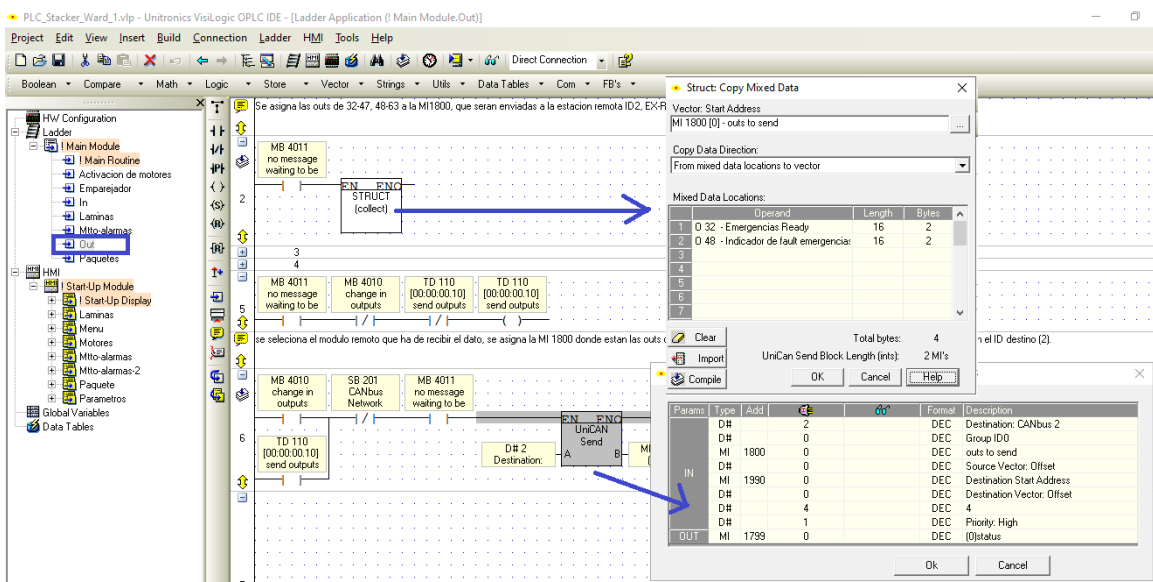 PLC_Stacker_Ward_1.vlp - Unitronics VisiLogic OPLC IDE - [Ladder Application (! Main Module.Out)]
Project Edit View Insert Build Connection Ladder HMI Tools Help
Direct Connection
Boolean Compare Math Logic Store Vector Strings Utils Data Tables Com FB's
HW Configuration
Ladder
! Main Module
! Main Routine
Activacion de motores
Emparejador
In
Laminas
Mtto-alarmas
Out
Paquetes
HMI
! Start-Up Module
! Start-Up Display
Laminas
Menu
Motores
Mtto-alarmas
Mtto-alarmas-2
Paquete
Parametros
Global Variables
Data Tables
Se asigna las outs de 32-47, 48-63 a la MI1800, que seran enviadas a la estacion remota ID2, EX-R
2
MB 4011
no message
waiting to be
EN ENO
STRUCT
(collect)
3
4
5
MB 4011
no message
waiting to be
MB 4010
change in
outputs
TD 110
[00:00:00.10]
send outputs
TD 110
[00:00:00.10]
send outputs
se seleciona el modulo remoto que ha de recibir el dato, se asigna la MI 1800 donde estan las outs
n el ID destino (2).
6
MB 4010
change in
outputs
SB 201
CANbus
Network
MB 4011
no message
waiting to be
TD 110
[00:00:00.10]
send outputs
D# 2
Destination:
EN ENO
UniCAN
Send
A B
Struct: Copy Mixed Data
Vector: Start Address
MI 1800 [0] - outs to send
...
Copy Data Direction:
From mixed data locations to vector
Mixed Data Locations:
Operand Length Bytes
1 O 32 - Emergencias Ready 16 2
2 O 48 - Indicador de fault emergencia: 16 2
3
4
5
6
7
Clear
Import
Compile
Total bytes: 4
UniCan Send Block Length (ints): 2 MI's
OK Cancel Help
Params Type Add Format Description
IN
D# 2 DEC Destination: CANbus 2
D# 0 DEC Group ID0
MI 1800 0 DEC outs to send
D# 0 DEC Source Vector: Offset
MI 1990 0 DEC Destination Start Address
D# 0 DEC Destination Vector: Offset
D# 4 DEC 4
D# 1 DEC Priority: High
OUT MI 1799 0 DEC (0)status
Ok Cancel